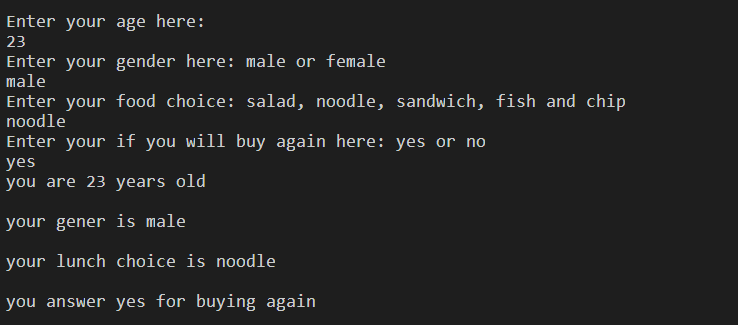 Enter your age here:
23
Enter your gender here: male or female
male
Enter your food choice: salad, noodle, sandwich, fish and chip
noodle
Enter your if you will buy again here: yes or no
yes
you are 23 years old
your gener is male
your lunch choice is noodle
you answer yes for buying again